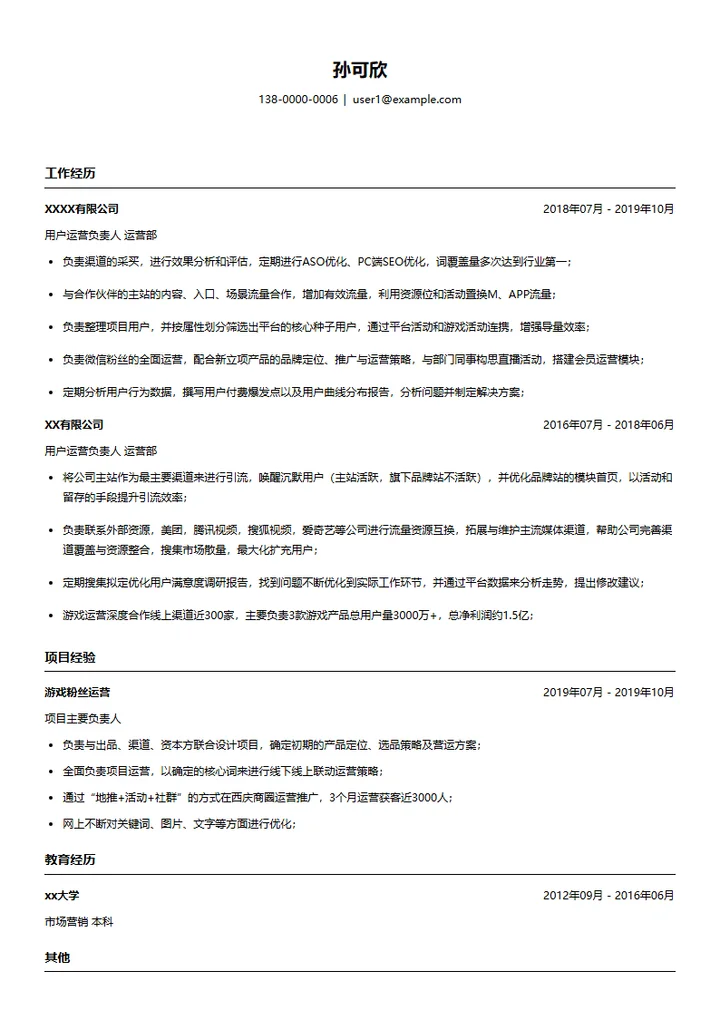 孙可欣
138-0000-0006 | user1@example.com
工作经历
XXXX有限公司 2018年07月 - 2019年10月
用户运营负责人 运营部
• 负责渠道的采买，进行效果分析和评估，定期进行ASO优化、PC端SEO优化，词覆盖量多次达到行业第一；
• 与合作伙伴的主站的内容、入口、场景流量合作，增加有效流量，利用资源位和活动置换M、APP流量；
• 负责整理项目用户，并按属性划分筛选出平台的核心种子用户，通过平台活动和游戏活动连携，增强导量效率；
• 负责微信粉丝的全面运营，配合新立项产品的品牌定位、推广与运营策略，与部门同事构思直播活动，搭建会员运营模块；
• 定期分析用户行为数据，撰写用户付费爆发点以及用户曲线分布报告，分析问题并制定解决方案；
XX有限公司 2016年07月 - 2018年06月
用户运营负责人 运营部
• 将公司主站作为最主要渠道来进行引流，唤醒沉默用户（主站活跃，旗下品牌站不活跃），并优化品牌站的模块首页，以活动和
留存的手段提升引流效率；
• 负责联系外部资源，美团，腾讯视频，搜狐视频，爱奇艺等公司进行流量资源互换，拓展与维护主流媒体渠道，帮助公司完善渠
道覆盖与资源整合，搜集市场散量，最大化扩充用户；
• 定期搜集拟定优化用户满意度调研报告，找到问题不断优化到实际工作环节，并通过平台数据来分析走势，提出修改建议；
• 游戏运营深度合作线上渠道近300家，主要负责3款游戏产品总用户量3000万+，总净利润约1.5亿；
项目经验
游戏粉丝运营 2019年07月 - 2019年10月
项目主要负责人
• 负责与出品、渠道、资本方联合设计项目，确定初期的产品定位、选品策略及营运方案；
• 全面负责项目运营，以确定的核心词来进行线下线上联动运营策略；
• 通过“地推+活动+社群”的方式在西庆商圈运营推广，3个月运营获客近3000人；
• 网上不断对关键词、图片、文字等方面进行优化；
教育经历
xx大学 2012年09月 - 2016年06月
市场营销 本科
其他